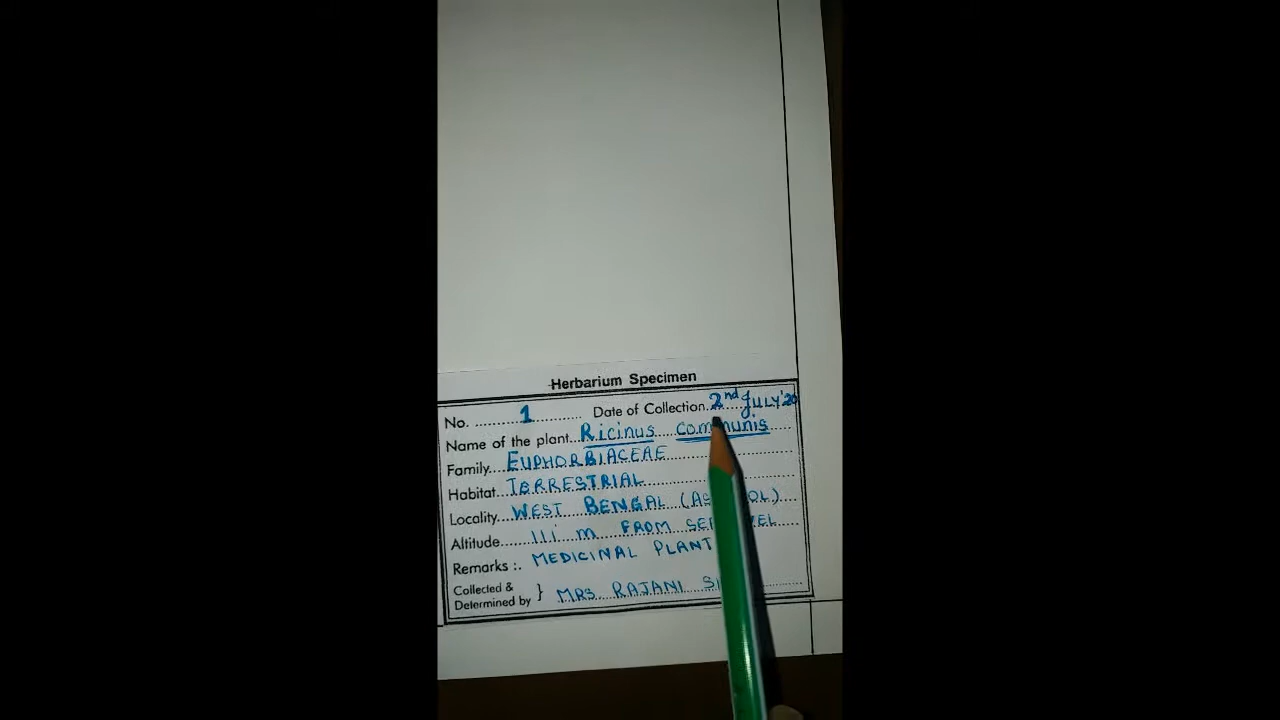 Herbarium Specimen
No. 1 Date of Collection 2nd JULY'20
Name of the plant Ricinus communis
Family EUPHORBIACEAE
Habitat TERRESTRIAL
Locality WEST BENGAL
Altitude 111 m FROM
Remarks :. MEDICINAL PLANT
Collected & Determined by } MRS RAJANI